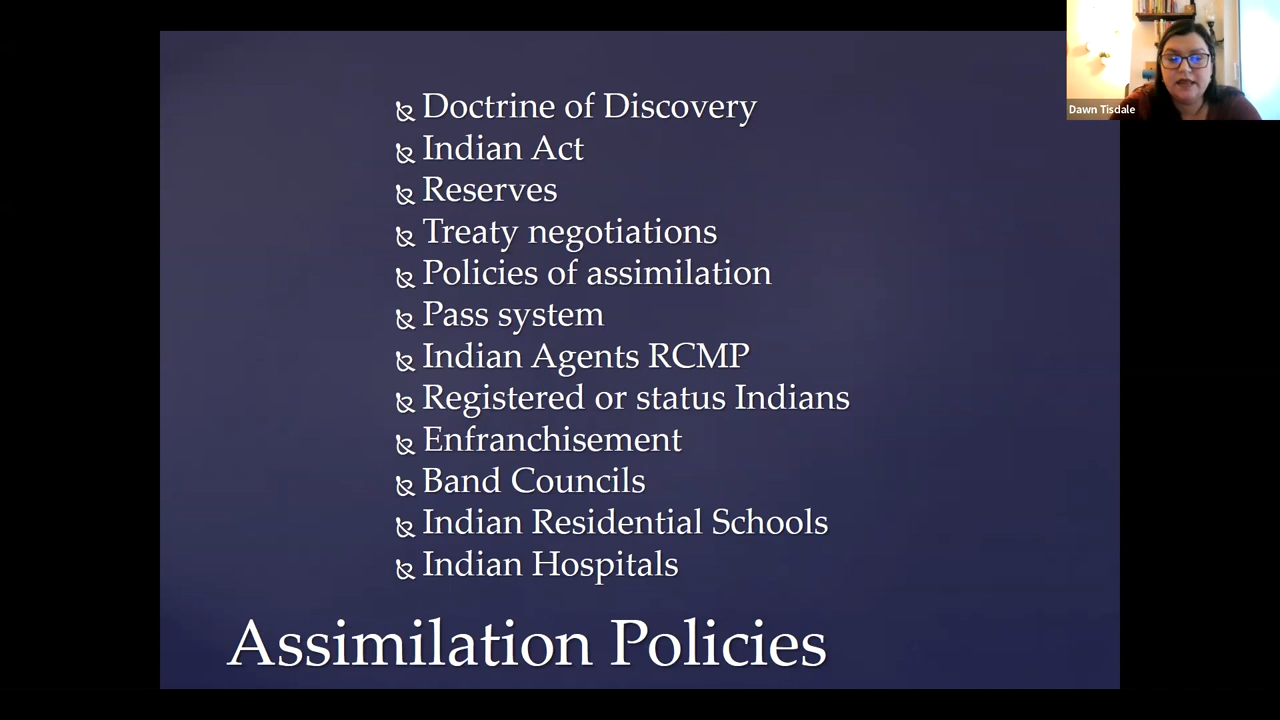 Doctrine of Discovery
Indian Act
Reserves
Treaty negotiations
Policies of assimilation
Pass system
Indian Agents RCMP
Registered or status Indians
Enfranchisement
Band Councils
Indian Residential Schools
Indian Hospitals
Assimilation Policies
Dawn Tisdale